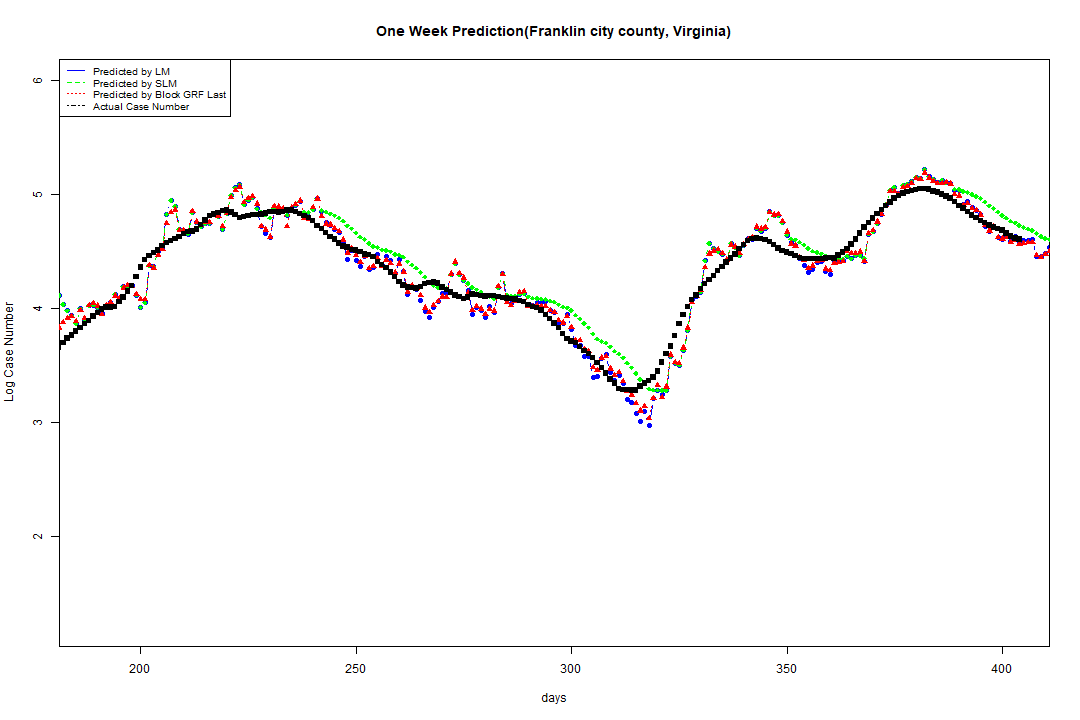 One Week Prediction(Franklin city county, Virginia)
Predicted by LM
Predicted by SLM
Predicted by Block GRF Last
Actual Case Number
6
5
4
3
2
Log Case Number
200 250 300 350 400
days